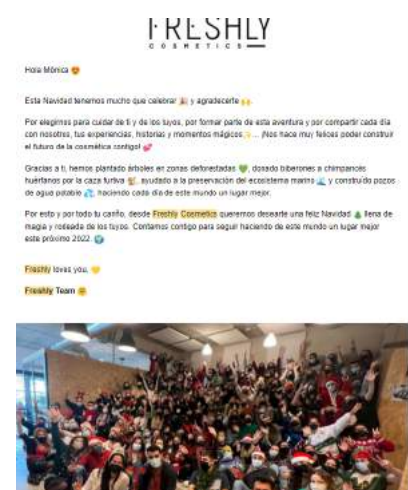 FRESHLY
COSMETICS
Hola Mónica 😍
Esta Navidad tenemos mucho que celebrar 🎉 y agradecerte 🙌
Por elegirnos para cuidar de ti y de los tuyos, por formar parte de esta aventura y por compartir cada día
con nosotros, tus experiencias, historias y momentos mágicos✨... ¡Nos hace muy felices poder construir
el futuro de la cosmética contigo! 💞
Gracias a ti, hemos plantado árboles en zonas deforestadas 💚, donado biberones a chimpancés
huérfanos por la caza furtiva 🐒, ayudado a la preservación del ecosistema marino 🌊 y construido pozos
de agua potable 💦, haciendo cada día de este mundo un lugar mejor.
Por esto y por todo tu cariño, desde Freshly Cosmetics queremos desearte una feliz Navidad 🎄 llena de
magia y rodeada de los tuyos. Contamos contigo para seguir haciendo de este mundo un lugar mejor
este próximo 2022. 🌍
Freshly loves you, 💛
Freshly Team 🤗